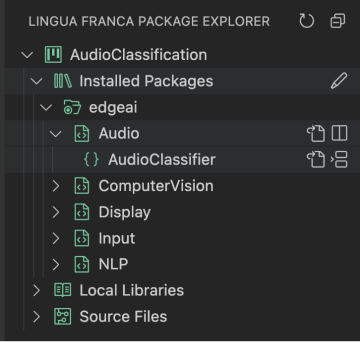 LINGUA FRANCA PACKAGE EXPLORER
AudioClassification
Installed Packages
edgeai
Audio
{} AudioClassifier
ComputerVision
Display
Input
NLP
Local Libraries
Source Files